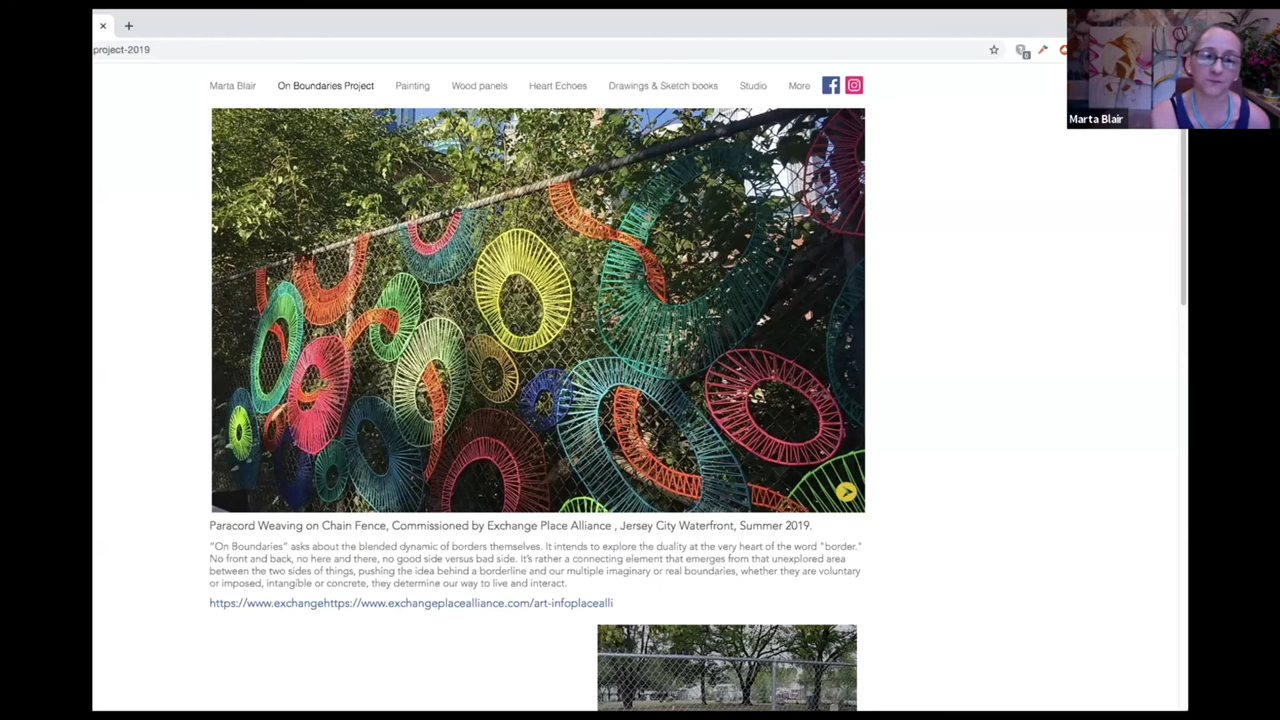 project-2019
Marta Blair
Marta Blair On Boundaries Project Painting Wood panels Heart Echoes Drawings & Sketch books Studio More
Paracord Weaving on Chain Fence, Commissioned by Exchange Place Alliance , Jersey City Waterfront, Summer 2019.
"On Boundaries" asks about the blended dynamic of borders themselves. It intends to explore the duality at the very heart of the word "border."
No front and back, no here and there, no good side versus bad side. It's rather a connecting element that emerges from that unexplored area
between the two sides of things, pushing the idea behind a borderline and our multiple imaginary or real boundaries, whether they are voluntary
or imposed, intangible or concrete, they determine our way to live and interact.
https://www.exchangehttps://www.exchangeplacealliance.com/art-infoplacealli